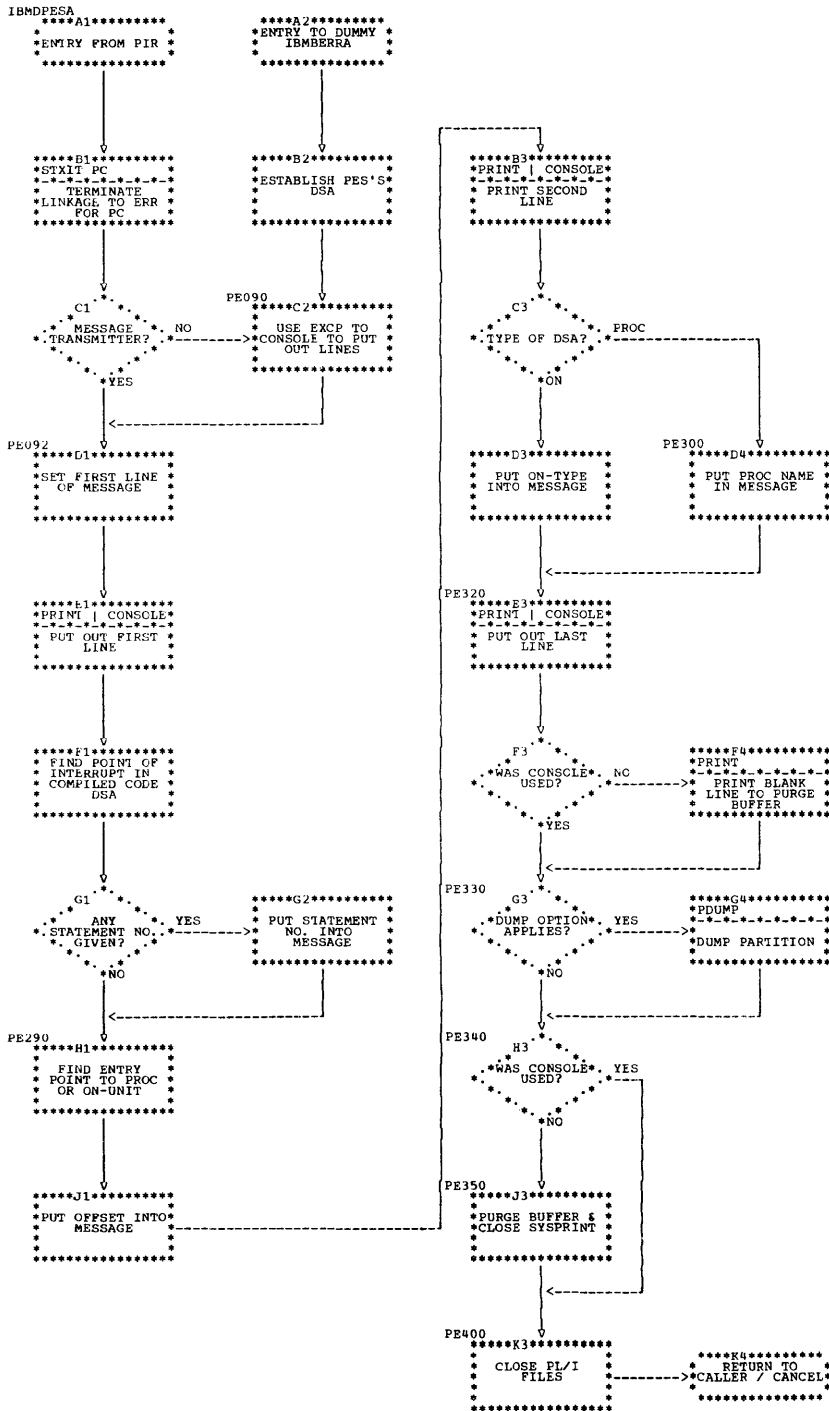 IBMDPESA
A1
ENTRY FROM PIR
A2
ENTRY TO DUMMY
IBMBERRA
B1
STXIT PC
TERMINATE
LINKAGE TO ERR
FOR PC
B2
ESTABLISH PES'S
DSA
C1
MESSAGE
TRANSMITTER?
NO
YES
PE090
C2
USE EXCP TO
CONSOLE TO PUT
OUT LINES
PE092
D1
SET FIRST LINE
OF MESSAGE
E1
PRINT | CONSOLE
PUT OUT FIRST
LINE
F1
FIND POINT OF
INTERRUPT IN
COMPILED CODE
DSA
G1
ANY
STATEMENT NO.
GIVEN?
YES
NO
G2
PUT STATEMENT
NO. INTO
MESSAGE
PE290
H1
FIND ENTRY
POINT TO PROC
OR ON-UNIT
J1
PUT OFFSET INTO
MESSAGE
B3
PRINT | CONSOLE
PRINT SECOND
LINE
C3
TYPE OF DSA?
PROC
ON
D3
PUT ON-TYPE
INTO MESSAGE
PE300
D4
PUT PROC NAME
IN MESSAGE
PE320
E3
PRINT | CONSOLE
PUT OUT LAST
LINE
F3
WAS CONSOLE
USED?
NO
YES
F4
PRINT
PRINT BLANK
LINE TO PURGE
BUFFER
PE330
G3
DUMP OPTION
APPLIES?
YES
NO
G4
PDUMP
DUMP PARTITION
PE340
H3
WAS CONSOLE
USED?
YES
NO
PE350
J3
PURGE BUFFER &
CLOSE SYSPRINT
PE400
K3
CLOSE PL/I
FILES
K4
RETURN TO
CALLER / CANCEL